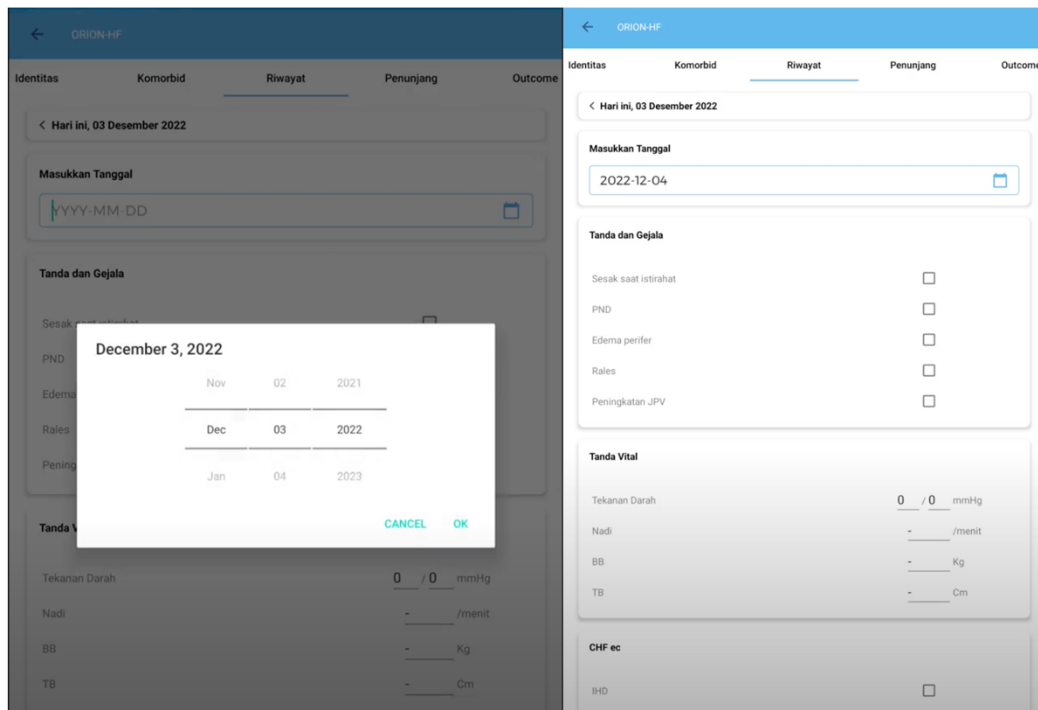 ORION-HF
Identitas Komorbid Riwayat Penunjang Outcome
< Hari ini, 03 Desember 2022
Masukkan Tanggal
YYYY-MM-DD
Tanda dan Gejala
Sesak saat istirahat
PND
Edema
Rales
Pening
December 3, 2022
Nov 02 2021
Dec 03 2022
Jan 04 2023
CANCEL OK
Tanda V
Tekanan Darah 0 / 0 mmHg
Nadi - /menit
BB - Kg
TB - Cm
ORION-HF
Identitas Komorbid Riwayat Penunjang Outcome
< Hari ini, 03 Desember 2022
Masukkan Tanggal
2022-12-04
Tanda dan Gejala
Sesak saat istirahat
PND
Edema perifer
Rales
Peningkatan JPV
Tanda Vital
Tekanan Darah 0 / 0 mmHg
Nadi - /menit
BB - Kg
TB - Cm
CHF ec
IHD